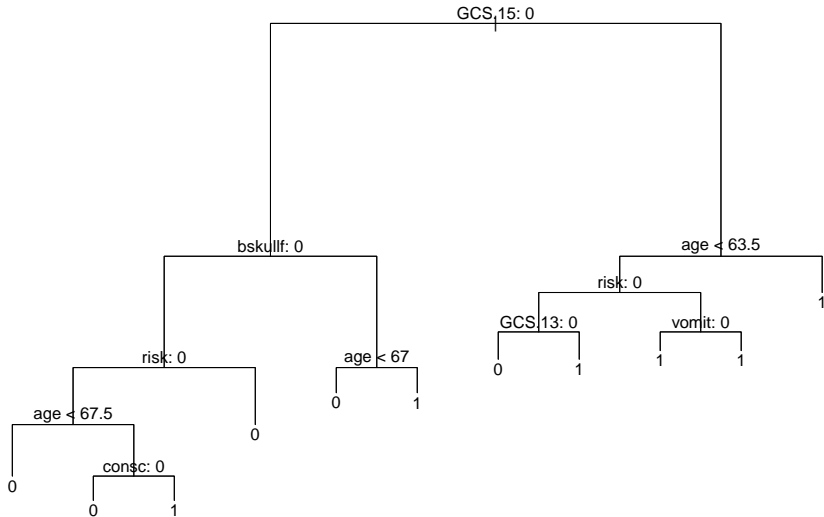 GCS.15: 0
bskullf: 0
age < 63.5
risk: 0
1
GCS.13: 0
vomit: 0
risk: 0
age < 67
0
1
1
1
0
1
age < 67.5
0
consc: 0
0
0
1